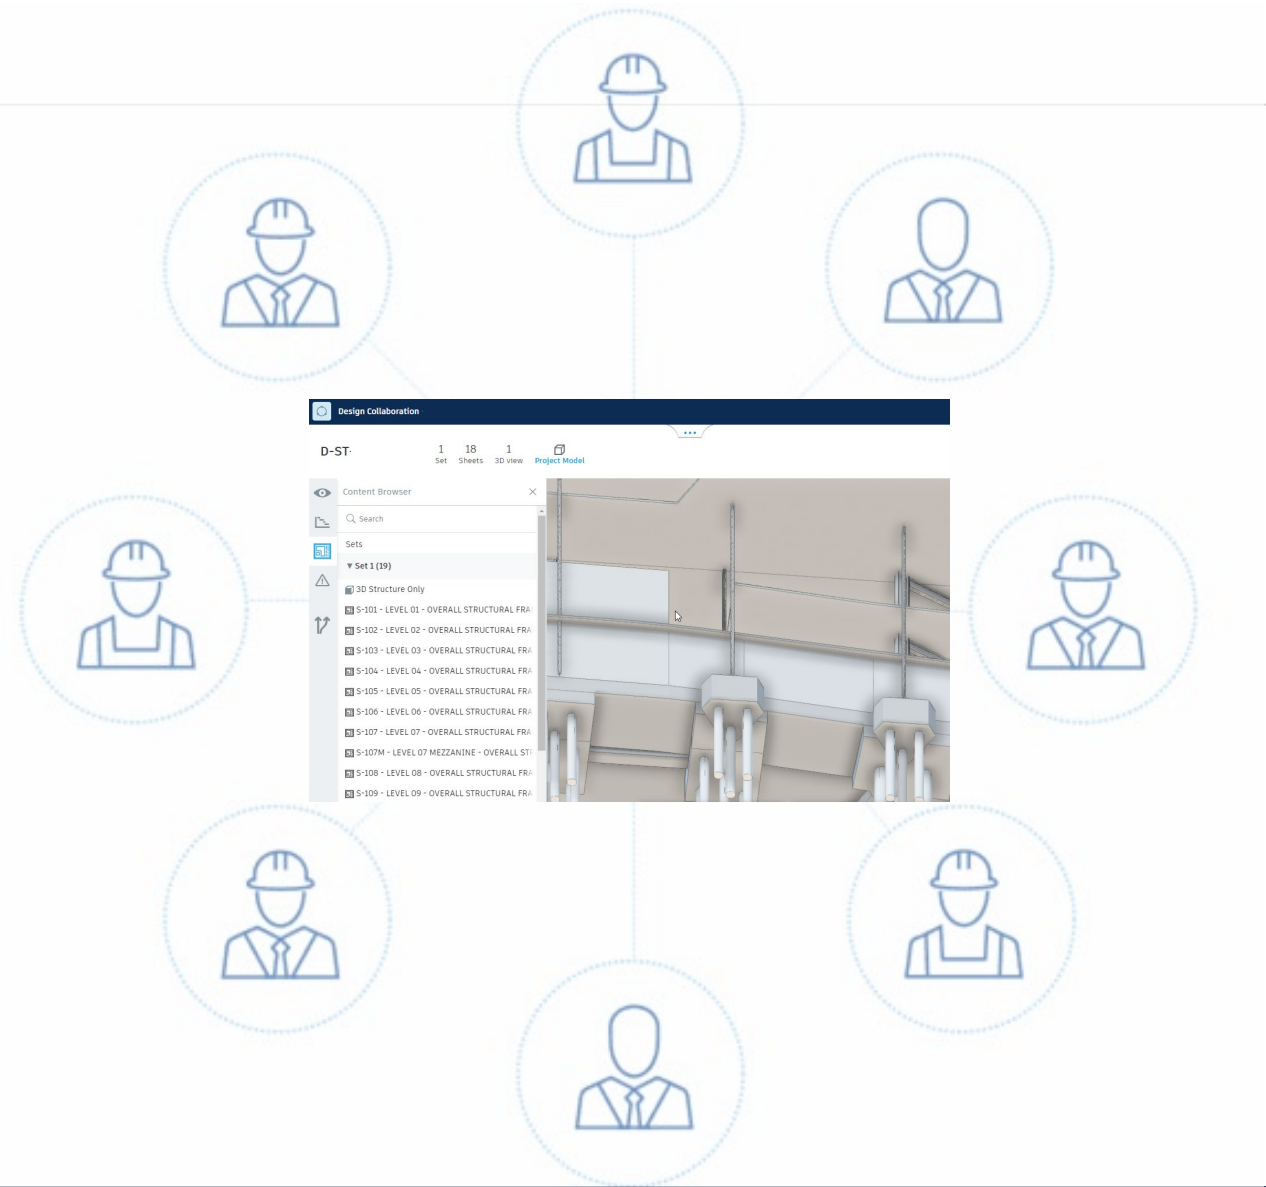 Design Collaboration
D-ST·
1 18 1
Set Sheets 3D view Project Model
Content Browser
Search
Sets
Set 1 (19)
3D Structure Only
S-101 - LEVEL 01 - OVERALL STRUCTURAL FRA
S-102 - LEVEL 02 - OVERALL STRUCTURAL FRA
S-103 - LEVEL 03 - OVERALL STRUCTURAL FRA
S-104 - LEVEL 04 - OVERALL STRUCTURAL FRA
S-105 - LEVEL 05 - OVERALL STRUCTURAL FRA
S-106 - LEVEL 06 - OVERALL STRUCTURAL FRA
S-107 - LEVEL 07 - OVERALL STRUCTURAL FRA
S-107M - LEVEL 07 MEZZANINE - OVERALL STR
S-108 - LEVEL 08 - OVERALL STRUCTURAL FRA
S-109 - LEVEL 09 - OVERALL STRUCTURAL FRA